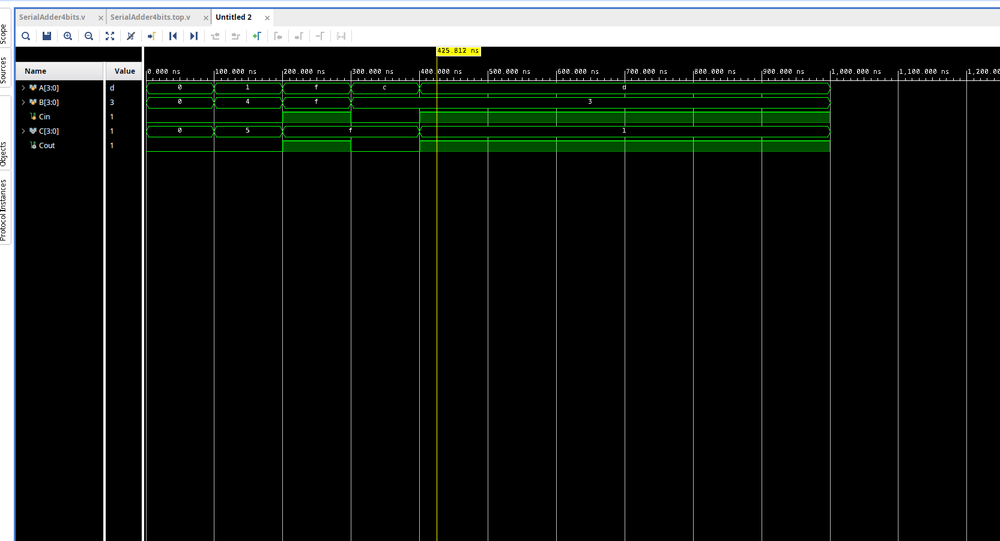 SerialAdder4bits.v
SerialAdder4bits.top.v
Untitled 2
Scope
Sources
Objects
Protocol Instances
425.812 ns
Name Value
0.000 ns 100.000 ns 200.000 ns 300.000 ns 400.000 ns 500.000 ns 600.000 ns 700.000 ns 800.000 ns 900.000 ns 1,000.000 ns 1,100.000 ns 1,200.00
A[3:0] d 0 1 f c d
B[3:0] 3 0 4 f 3
Cin 1
C[3:0] 1 0 5 f 1
Cout 1